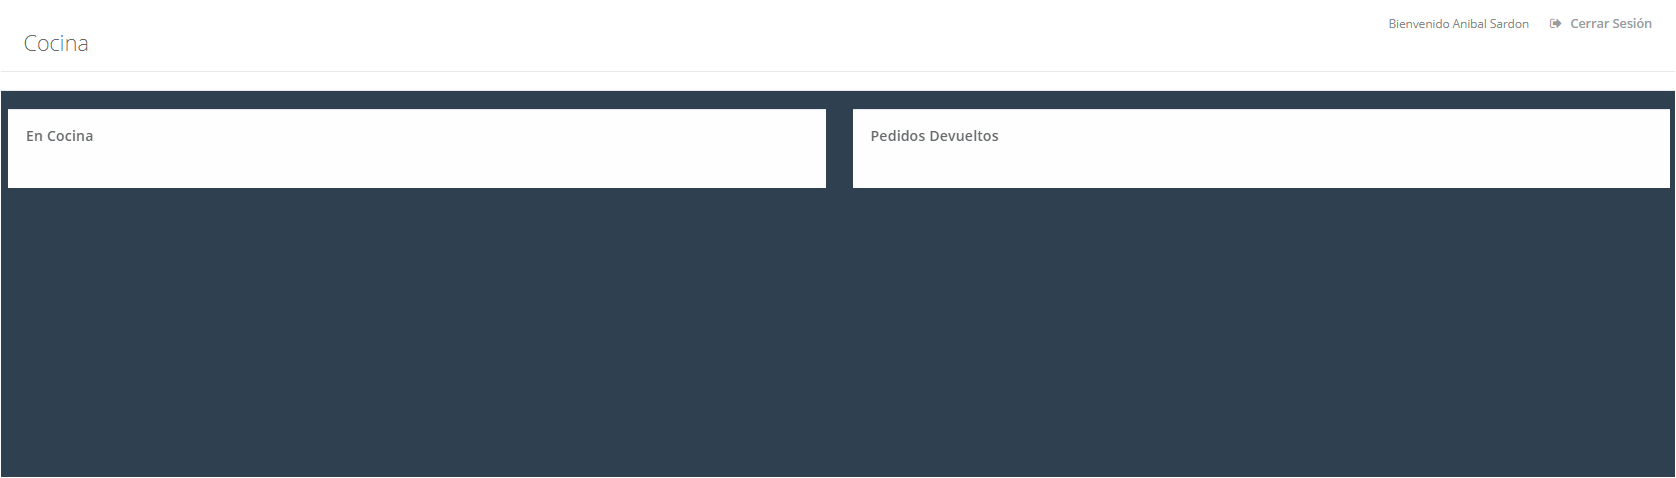 Bienvenido Anibal Sardon Cerrar Sesión
Cocina
En Cocina
Pedidos Devueltos